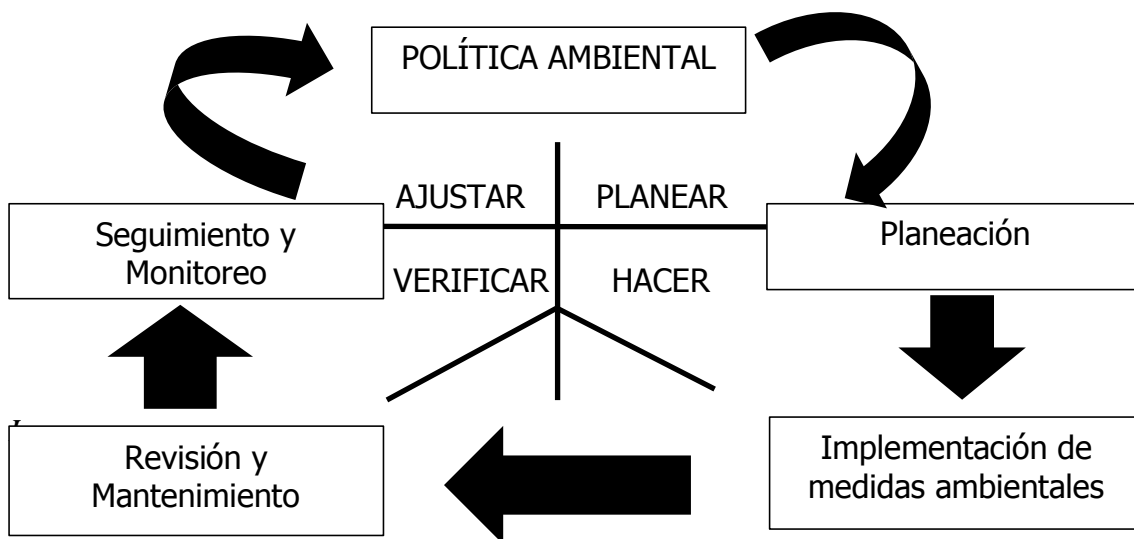 POLÍTICA AMBIENTAL
AJUSTAR
PLANEAR
Seguimiento y
Monitoreo
Planeación
VERIFICAR
HACER
Revisión y
Mantenimiento
Implementación de
medidas ambientales